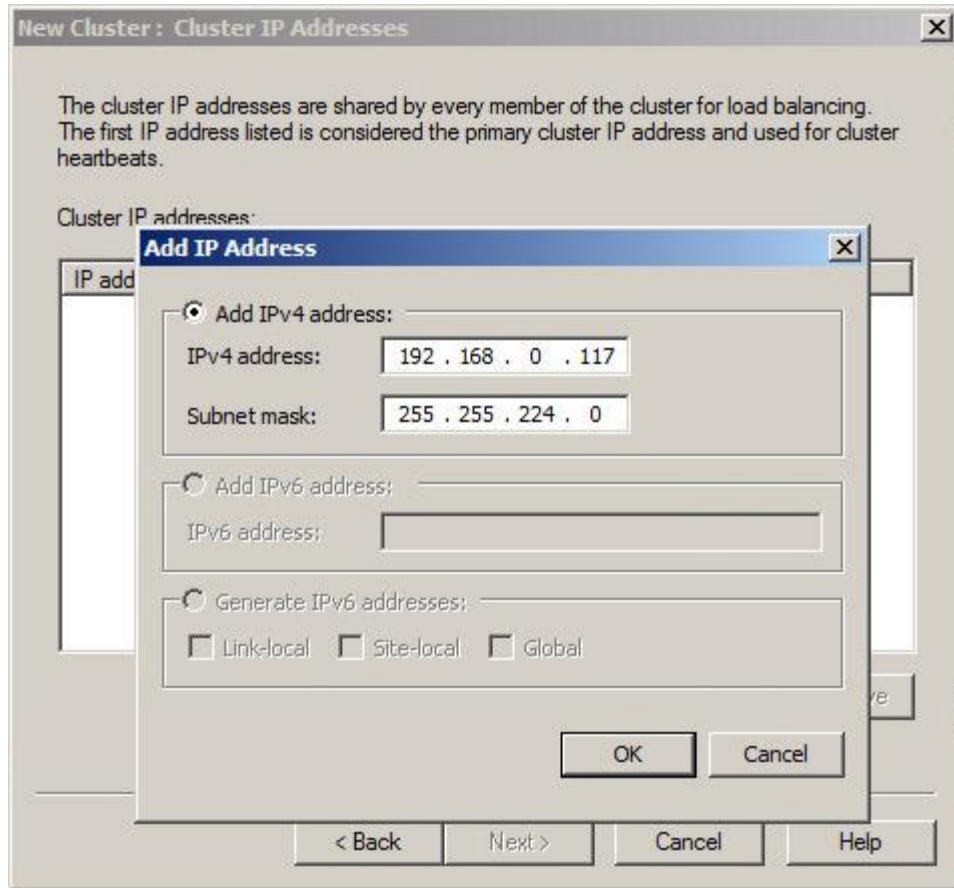 New Cluster : Cluster IP Addresses
The cluster IP addresses are shared by every member of the cluster for load balancing.
The first IP address listed is considered the primary cluster IP address and used for cluster
heartbeats.
Cluster IP addresses:
IP add
Add IP Address
Add IPv4 address:
IPv4 address: 192 . 168 . 0 . 117
Subnet mask: 255 . 255 . 224 . 0
Add IPv6 address:
IPv6 address:
Generate IPv6 addresses:
Link-local Site-local Global
ve
OK Cancel
< Back Next > Cancel Help